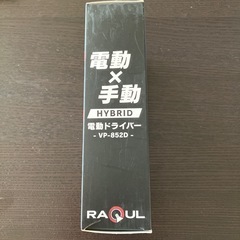 電動
×
手動
HYBRID
電動ドライバー
- VP-852D -
RAQUL